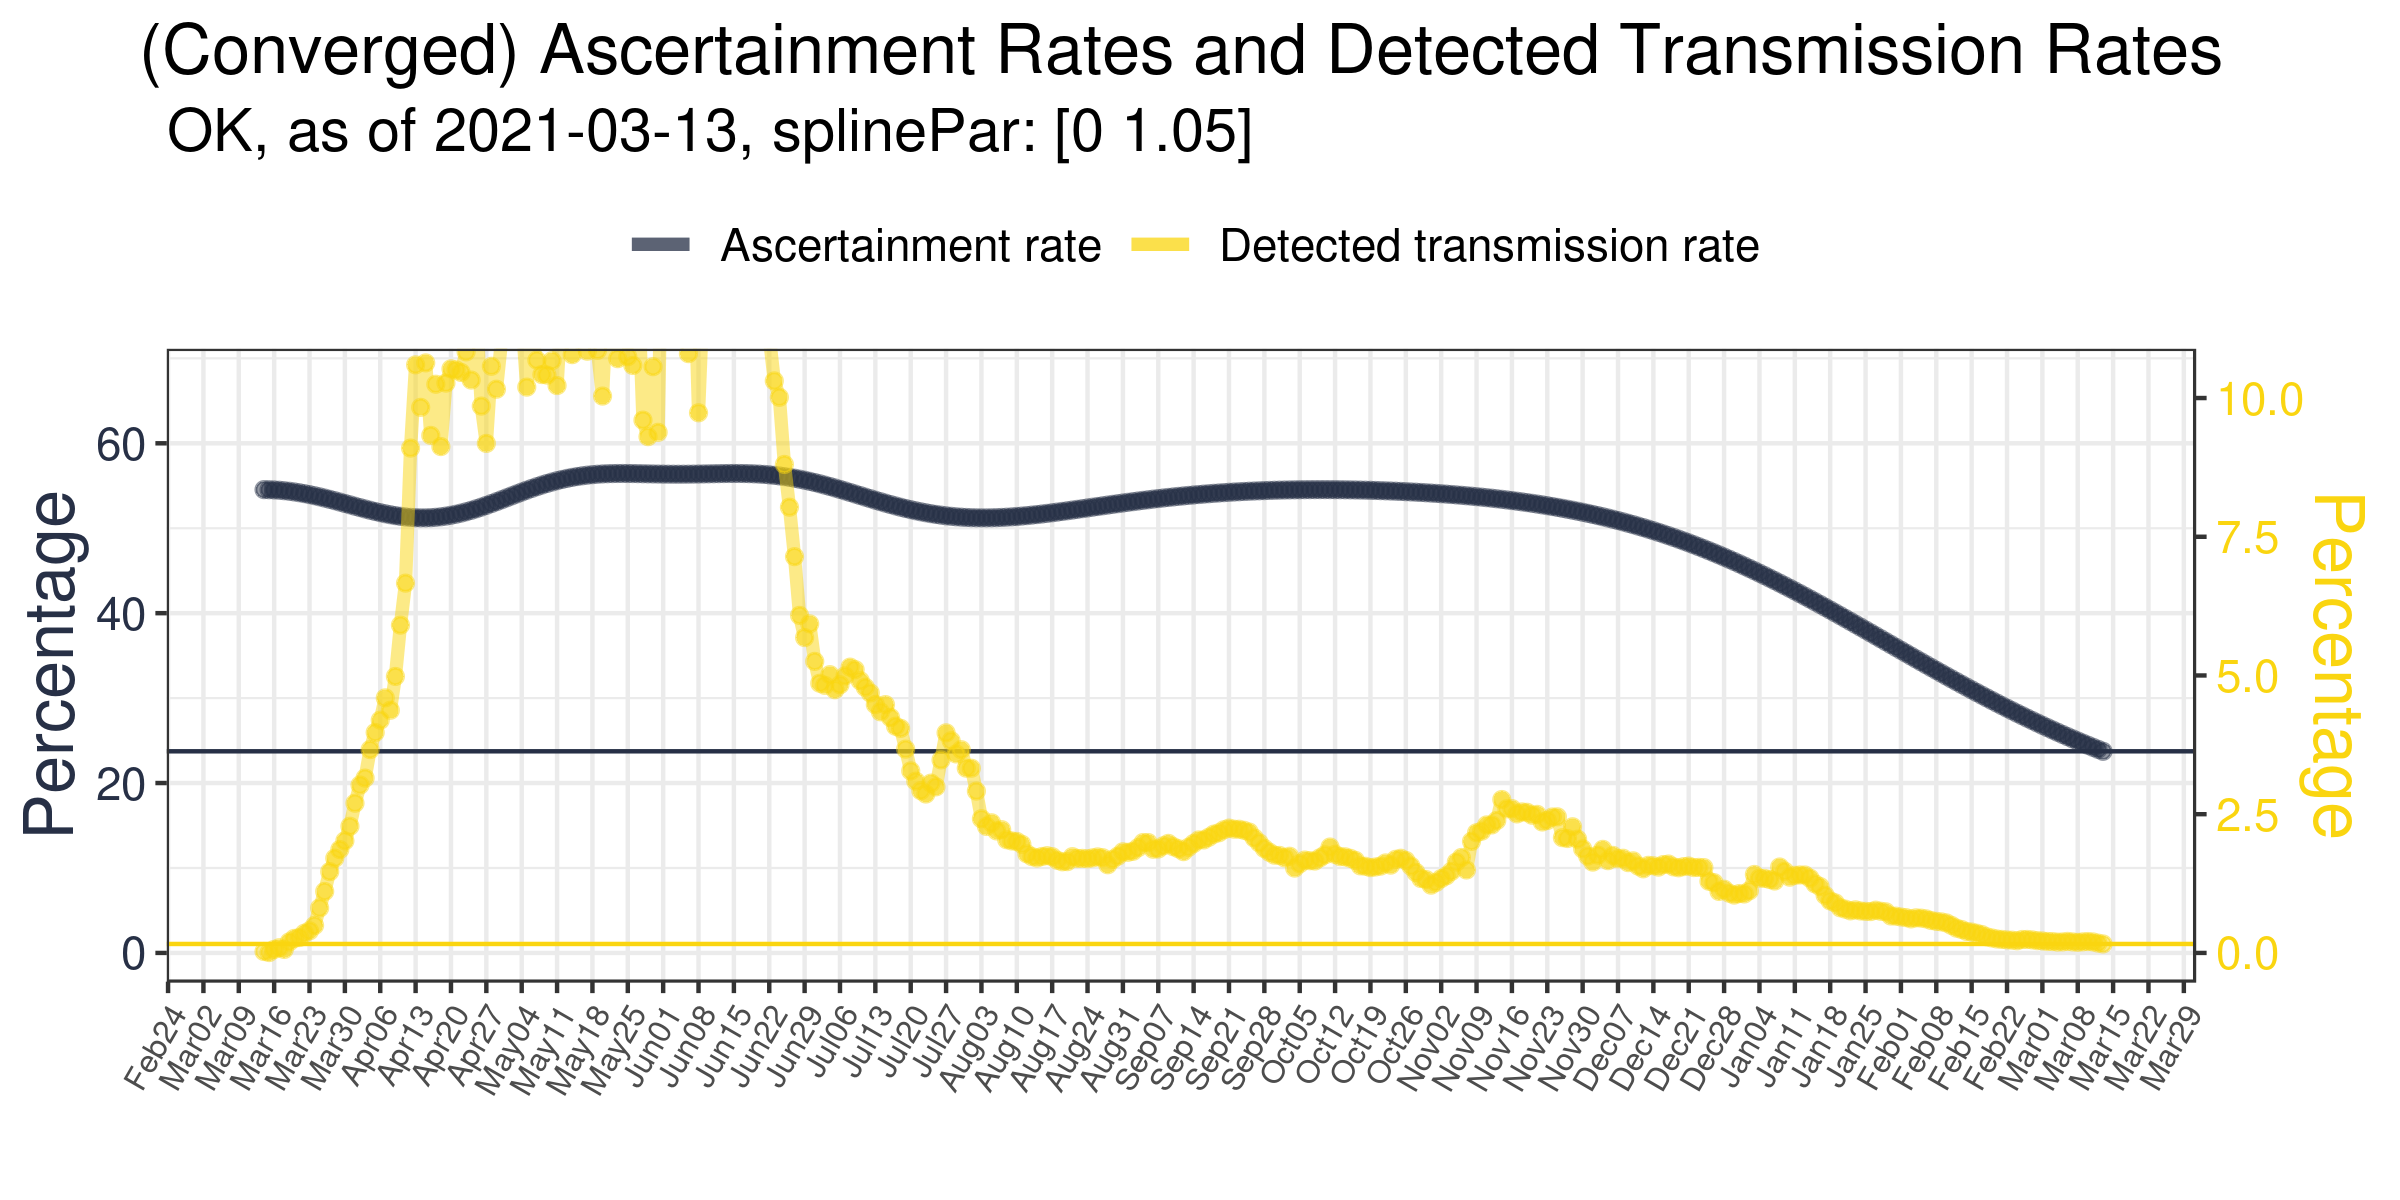 (Converged) Ascertainment Rates and Detected Transmission Rates
OK, as of 2021-03-13, splinePar: [0 1.05]
Ascertainment rate
Detected transmission rate
Percentage
60
40
20
0
10.0
7.5
5.0
2.5
0.0
Percentage
Feb24
Mar02
Mar09
Mar16
Mar23
Mar30
Apr06
Apr13
Apr20
Apr27
May04
May11
May18
May25
Jun01
Jun08
Jun15
Jun22
Jun29
Jul06
Jul13
Jul20
Jul27
Aug03
Aug10
Aug17
Aug24
Aug31
Sep07
Sep14
Sep21
Sep28
Oct05
Oct12
Oct19
Oct26
Nov02
Nov09
Nov16
Nov23
Nov30
Dec07
Dec14
Dec21
Dec28
Jan04
Jan11
Jan18
Jan25
Feb01
Feb08
Feb15
Feb22
Mar01
Mar08
Mar15
Mar22
Mar29